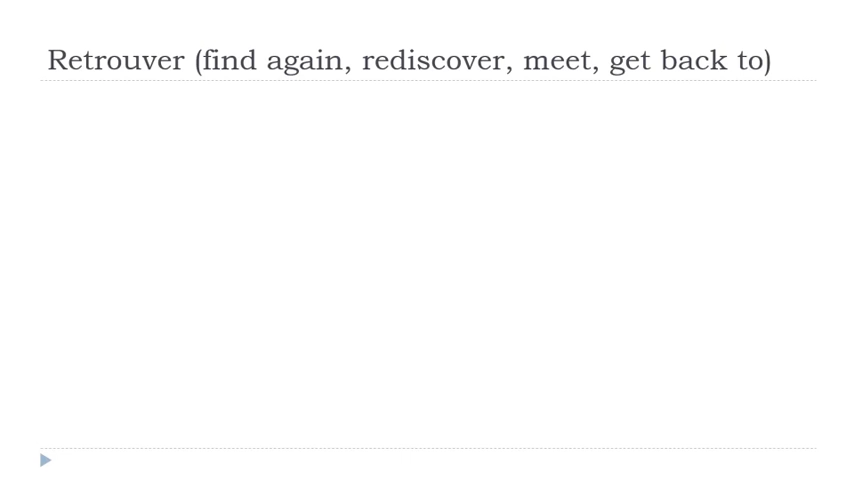 Retrouver (find again, rediscover, meet, get back to)